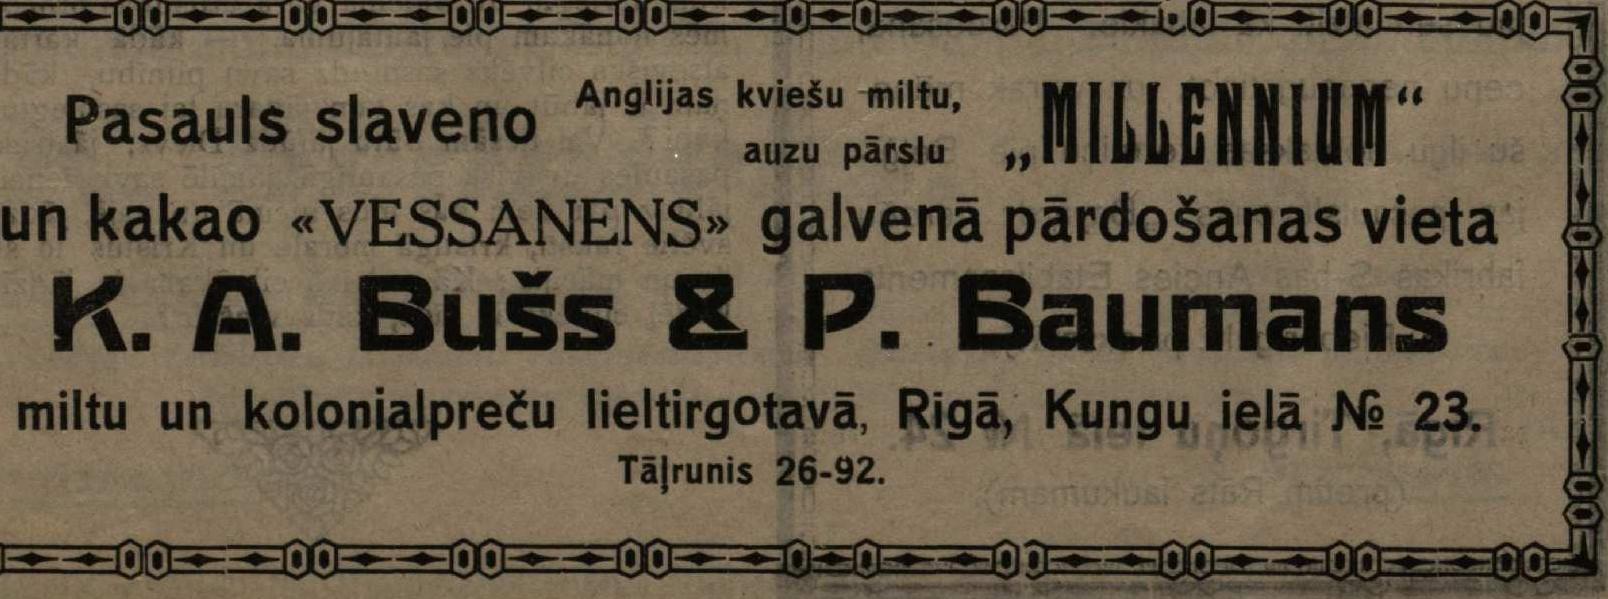 Pasauls slaveno Anglijas kviešu miltu,
auzu pārslu „MILLENNIUM“
un kakao «VESSANENS» galvenā pārdošanas vieta
K. A. Bušs & P. Baumans
miltu un kolonialpreču lieltirgotavā, Rigā, Kungu ielā № 23.
Tāļrunis 26-92.